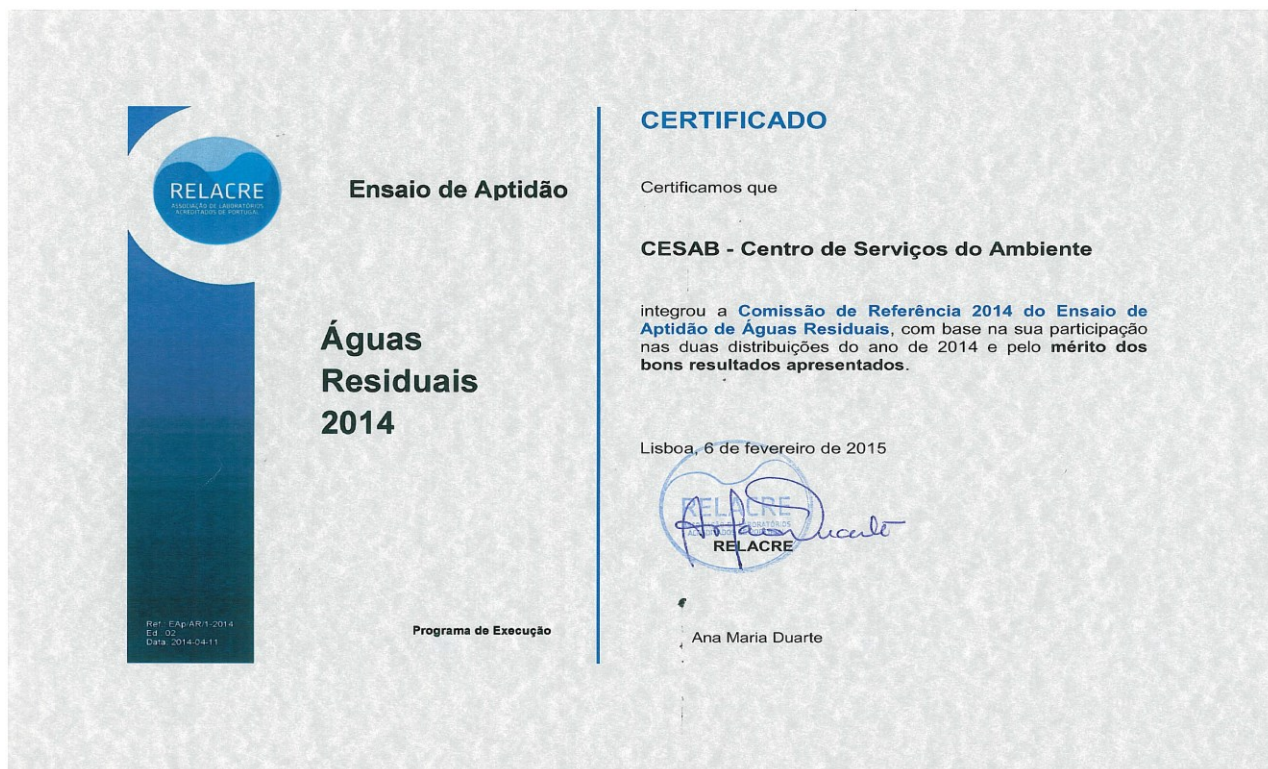 RELACRE
ASSOCIAÇÃO DE LABORATÓRIOS
ACREDITADOS DE PORTUGAL
Ensaio de Aptidão
Águas
Residuais
2014
Ref.: EAp/AR/1-2014
Ed.: 02
Data: 2014-04-11
Programa de Execução
CERTIFICADO
Certificamos que
CESAB - Centro de Serviços do Ambiente
integrou a Comissão de Referência 2014 do Ensaio de
Aptidão de Águas Residuais, com base na sua participação
nas duas distribuições do ano de 2014 e pelo mérito dos
bons resultados apresentados.
Lisboa, 6 de fevereiro de 2015
RELACRE
RELACRE
Ana Maria Duarte